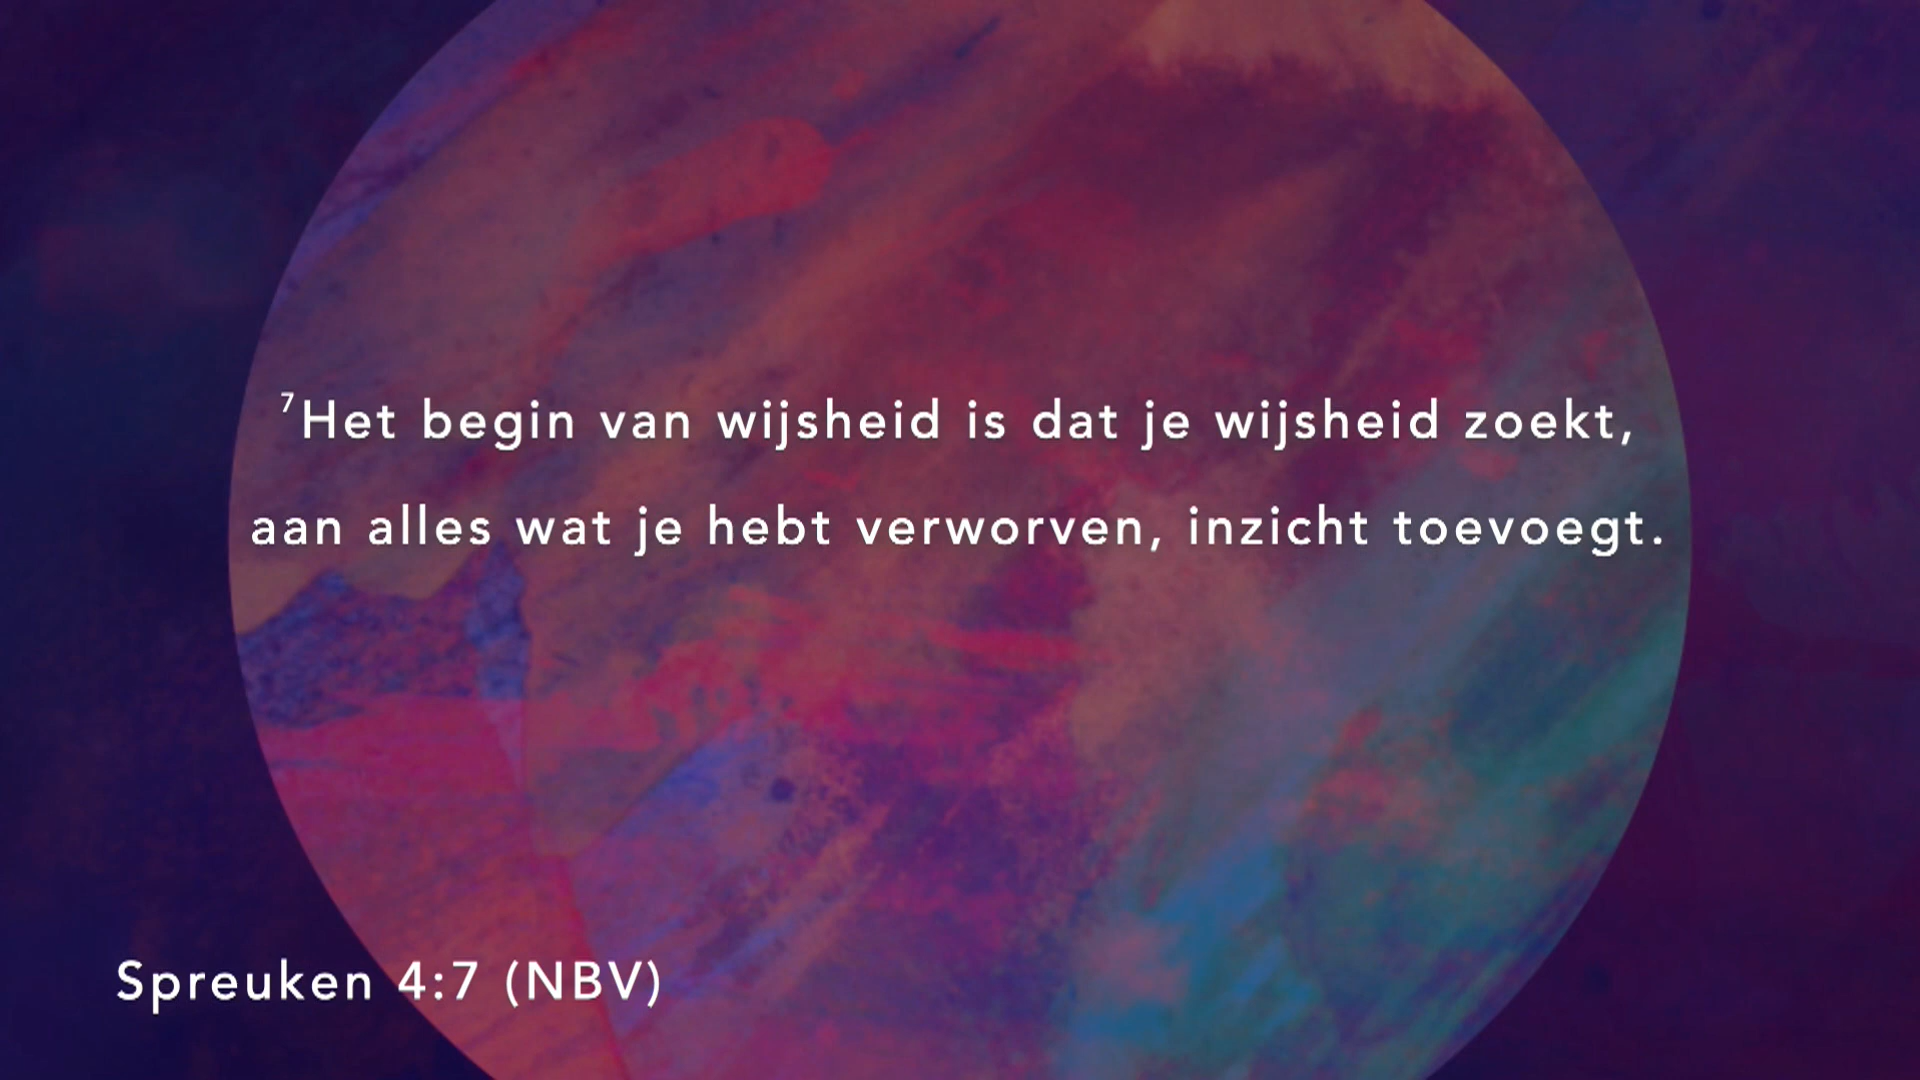 ⁷Het begin van wijsheid is dat je wijsheid zoekt,
aan alles wat je hebt verworven, inzicht toevoegt.
Spreuken 4:7 (NBV)